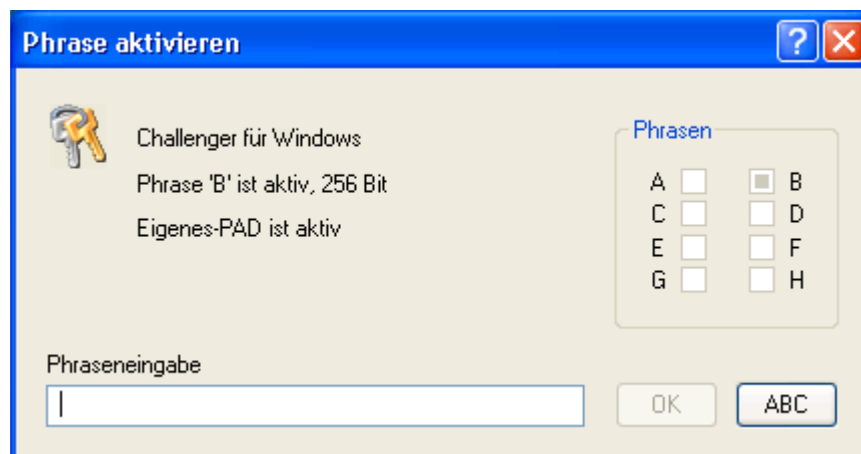 Phrase aktivieren
?
Challenger für Windows
Phrase 'B' ist aktiv, 256 Bit
Eigenes-PAD ist aktiv
Phrasen
A B
C D
E F
G H
Phraseneingabe
OK ABC